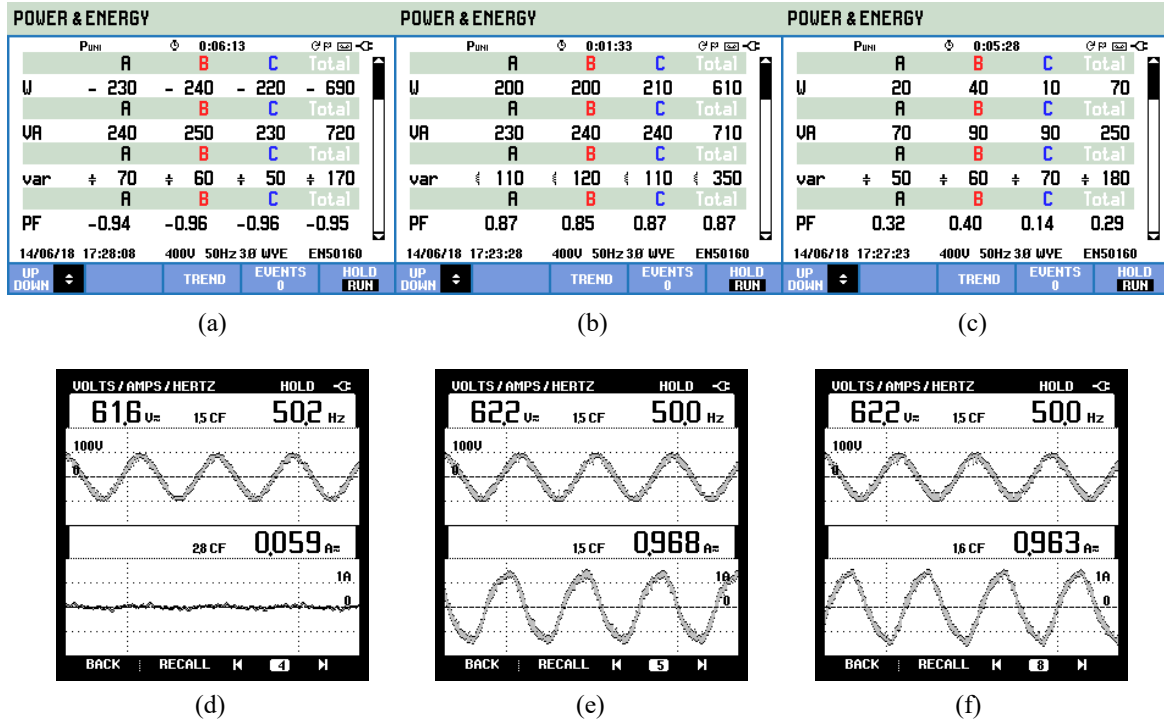 POWER & ENERGY
PUNI 0:06:13
A B C Total
W - 230 - 240 - 220 - 690
A B C Total
VA 240 250 230 720
A B C Total
var ÷ 70 ÷ 60 ÷ 50 ÷ 170
A B C Total
PF -0.94 -0.96 -0.96 -0.95
14/06/18 17:28:08 400V 50Hz 3.Ø WYE EN50160
UP DOWN TREND EVENTS 0 HOLD RUN
(a)
POWER & ENERGY
PUNI 0:01:33
A B C Total
W 200 200 210 610
A B C Total
VA 230 240 240 710
A B C Total
var 110 120 110 350
A B C Total
PF 0.87 0.85 0.87 0.87
14/06/18 17:23:28 400V 50Hz 3.Ø WYE EN50160
UP DOWN TREND EVENTS 0 HOLD RUN
(b)
POWER & ENERGY
PUNI 0:05:28
A B C Total
W 20 40 10 70
A B C Total
VA 70 90 90 250
A B C Total
var ÷ 50 ÷ 60 ÷ 70 ÷ 180
A B C Total
PF 0.32 0.40 0.14 0.29
14/06/18 17:27:23 400V 50Hz 3.Ø WYE EN50160
UP DOWN TREND EVENTS 0 HOLD RUN
(c)
VOLTS / AMPS / HERTZ HOLD
61.6 V≂ 1.5 CF 50.2 Hz
100V
0
2.8 CF 0.059 A≂
1A
0
BACK RECALL 4
(d)
VOLTS / AMPS / HERTZ HOLD
62.2 V≂ 1.5 CF 50.0 Hz
100V
0
1.5 CF 0.968 A≂
1A
0
BACK RECALL 5
(e)
VOLTS / AMPS / HERTZ HOLD
62.2 V≂ 1.5 CF 50.0 Hz
100V
0
1.6 CF 0.963 A≂
1A
0
BACK RECALL 8
(f)